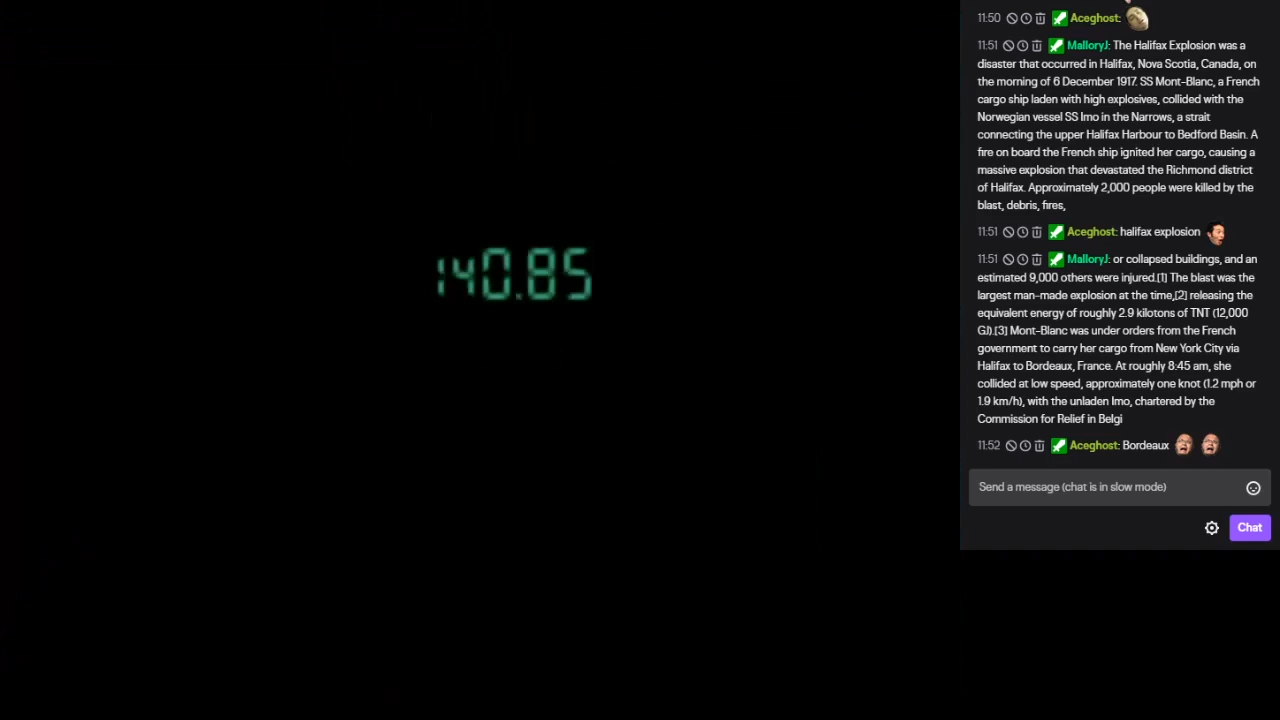 11:50 Aceghost:
11:51 MalloryJ: The Halifax Explosion was a
disaster that occurred in Halifax, Nova Scotia, Canada, on
the morning of 6 December 1917. SS Mont-Blanc, a French
cargo ship laden with high explosives, collided with the
Norwegian vessel SS Imo in the Narrows, a strait
connecting the upper Halifax Harbour to Bedford Basin. A
fire on board the French ship ignited her cargo, causing a
massive explosion that devastated the Richmond district
of Halifax. Approximately 2,000 people were killed by the
blast, debris, fires,
11:51 Aceghost: halifax explosion
11:51 MalloryJ: or collapsed buildings, and an
estimated 9,000 others were injured.[1] The blast was the
largest man-made explosion at the time,[2] releasing the
equivalent energy of roughly 2.9 kilotons of TNT (12,000
GJ).[3] Mont-Blanc was under orders from the French
government to carry her cargo from New York City via
Halifax to Bordeaux, France. At roughly 8:45 am, she
collided at low speed, approximately one knot (1.2 mph or
1.9 km/h), with the unladen Imo, chartered by the
Commission for Relief in Belgi
11:52 Aceghost: Bordeaux
Send a message (chat is in slow mode)
Chat
140.85